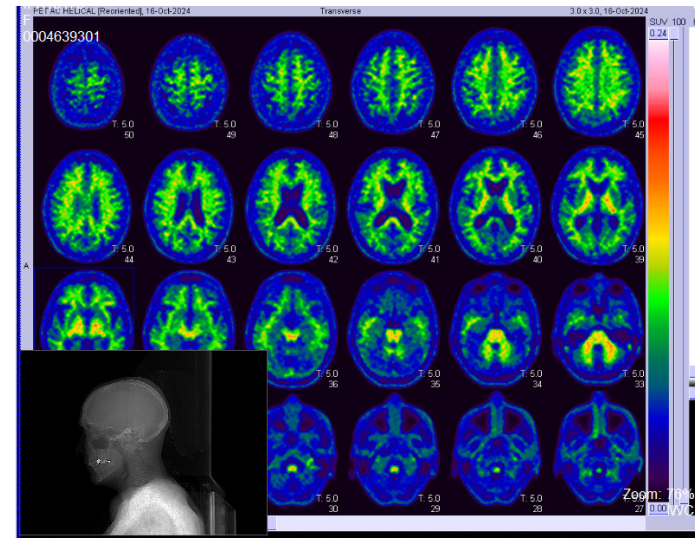 PET AC HELICAL [Reoriented], 16-Oct-2024 Transverse 3.0 x 3.0, 16-Oct-2024
SUV 100
0004639301
0.24
T: 5.0 T: 5.0 T: 5.0 T: 5.0 T: 5.0 T: 5.0
50 49 48 47 46 45
T: 5.0 T: 5.0 T: 5.0 T: 5.0 T: 5.0 T: 5.0
44 43 42 41 40 39
A
T: 5.0 T: 5.0 T: 5.0 T: 5.0
36 35 34 33
T: 5.0 T: 5.0 T: 5.0
30 29 28 27
Zoom: 76%
0.00